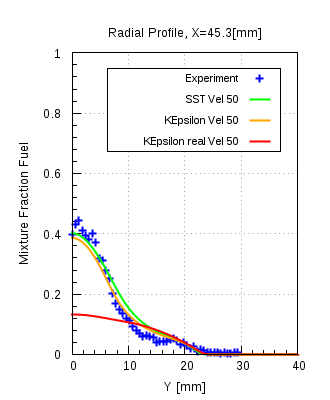 Radial Profile, X=45.3[mm]
1
0.8
0.6
0.4
0.2
0
Mixture Fraction Fuel
Experiment
SST Vel 50
KEpsilon Vel 50
KEpsilon real Vel 50
0 10 20 30 40
Y [mm]